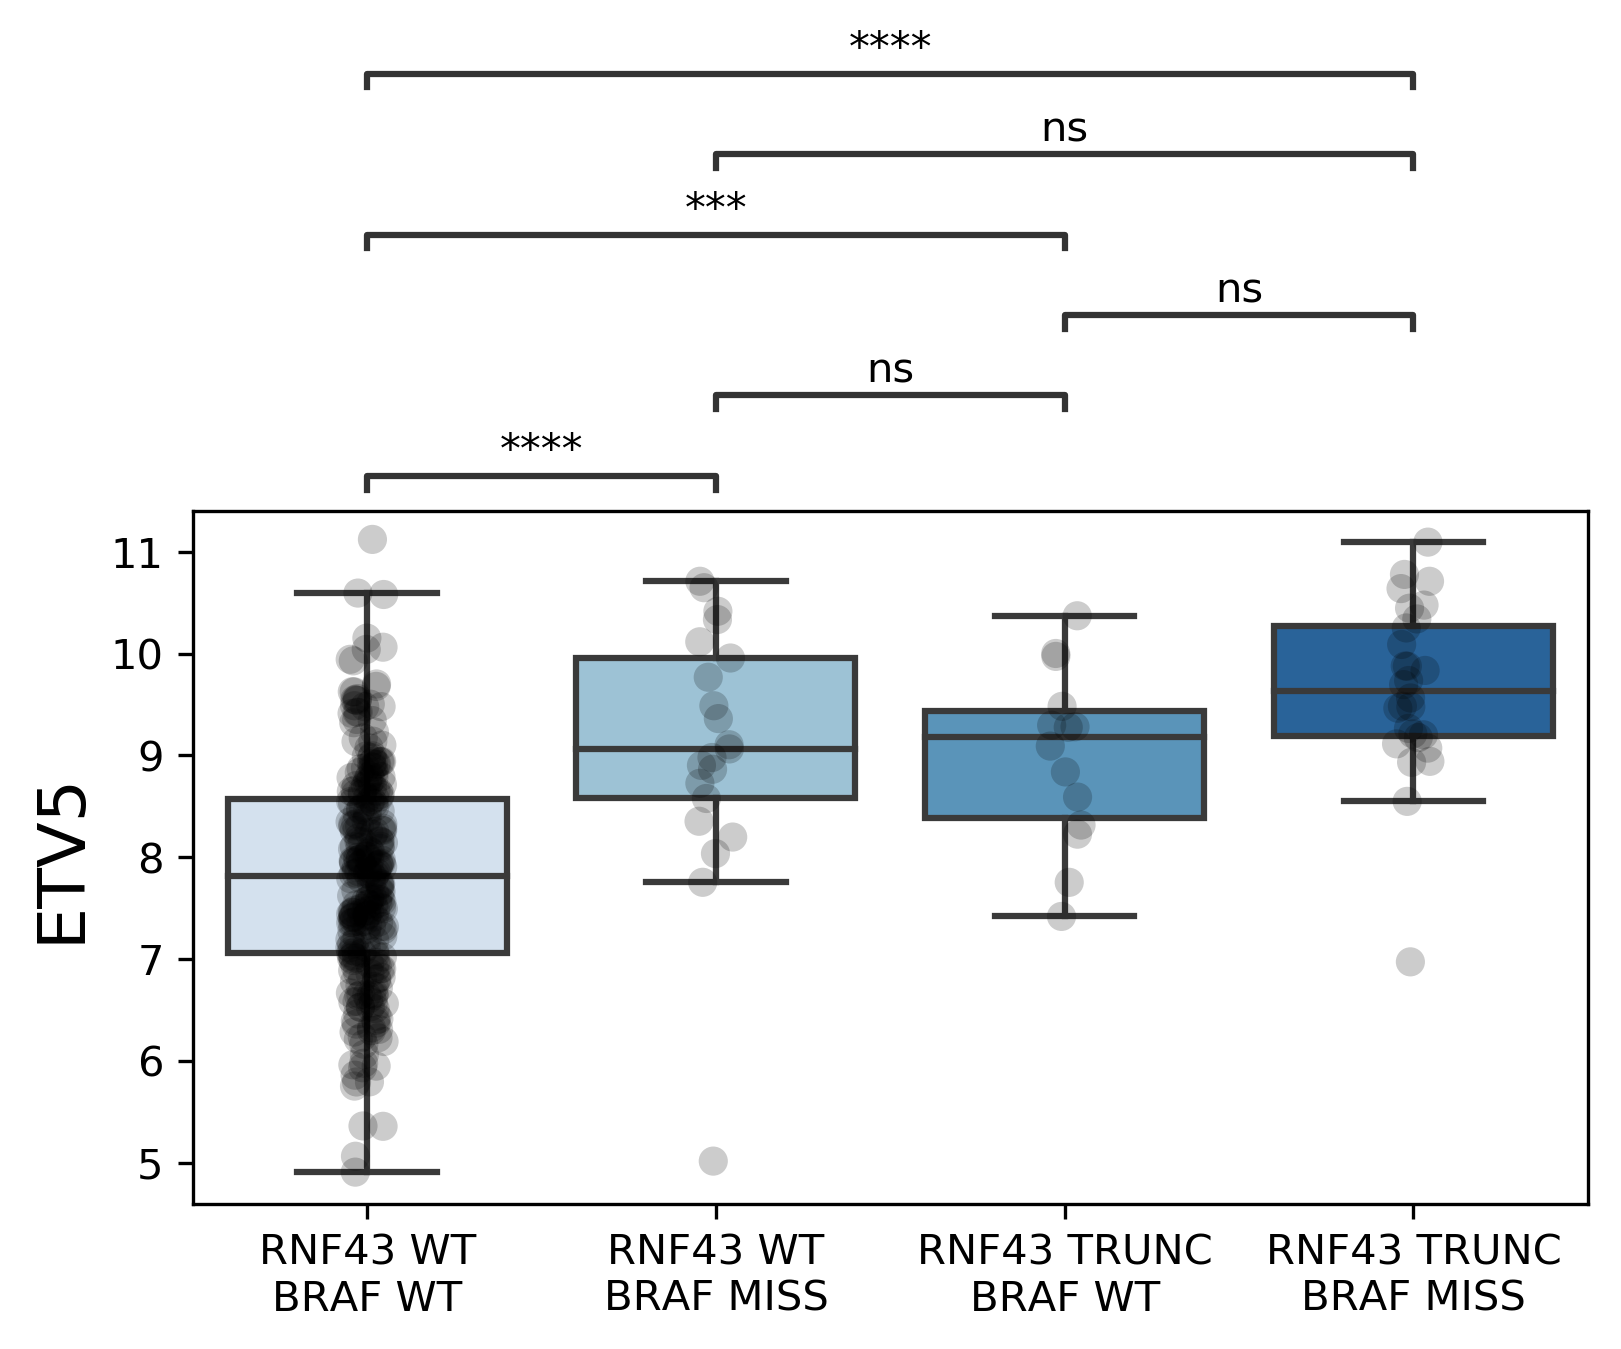 ****
ns
***
ns
ns
****
ETV5
11
10
9
8
7
6
5
RNF43 WT
BRAF WT
RNF43 WT
BRAF MISS
RNF43 TRUNC
BRAF WT
RNF43 TRUNC
BRAF MISS